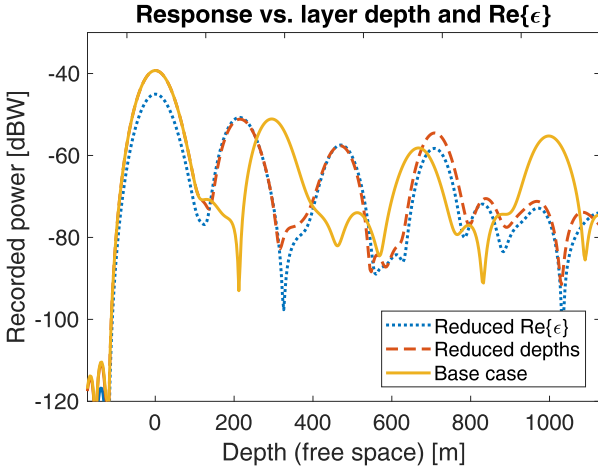 Response vs. layer depth and Re{ϵ}
Recorded power [dBW]
-40
-60
-80
-100
-120
0 200 400 600 800 1000
Depth (free space) [m]
Reduced Re{ϵ}
Reduced depths
Base case